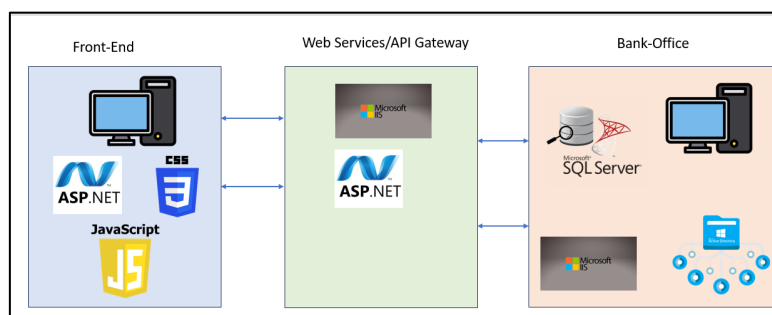 Front-End
Web Services/API Gateway
Bank-Office
Microsoft
IIS
CSS
3
ASP.NET
ASP.NET
JavaScript
JS
Microsoft
SQL Server
Microsoft
IIS